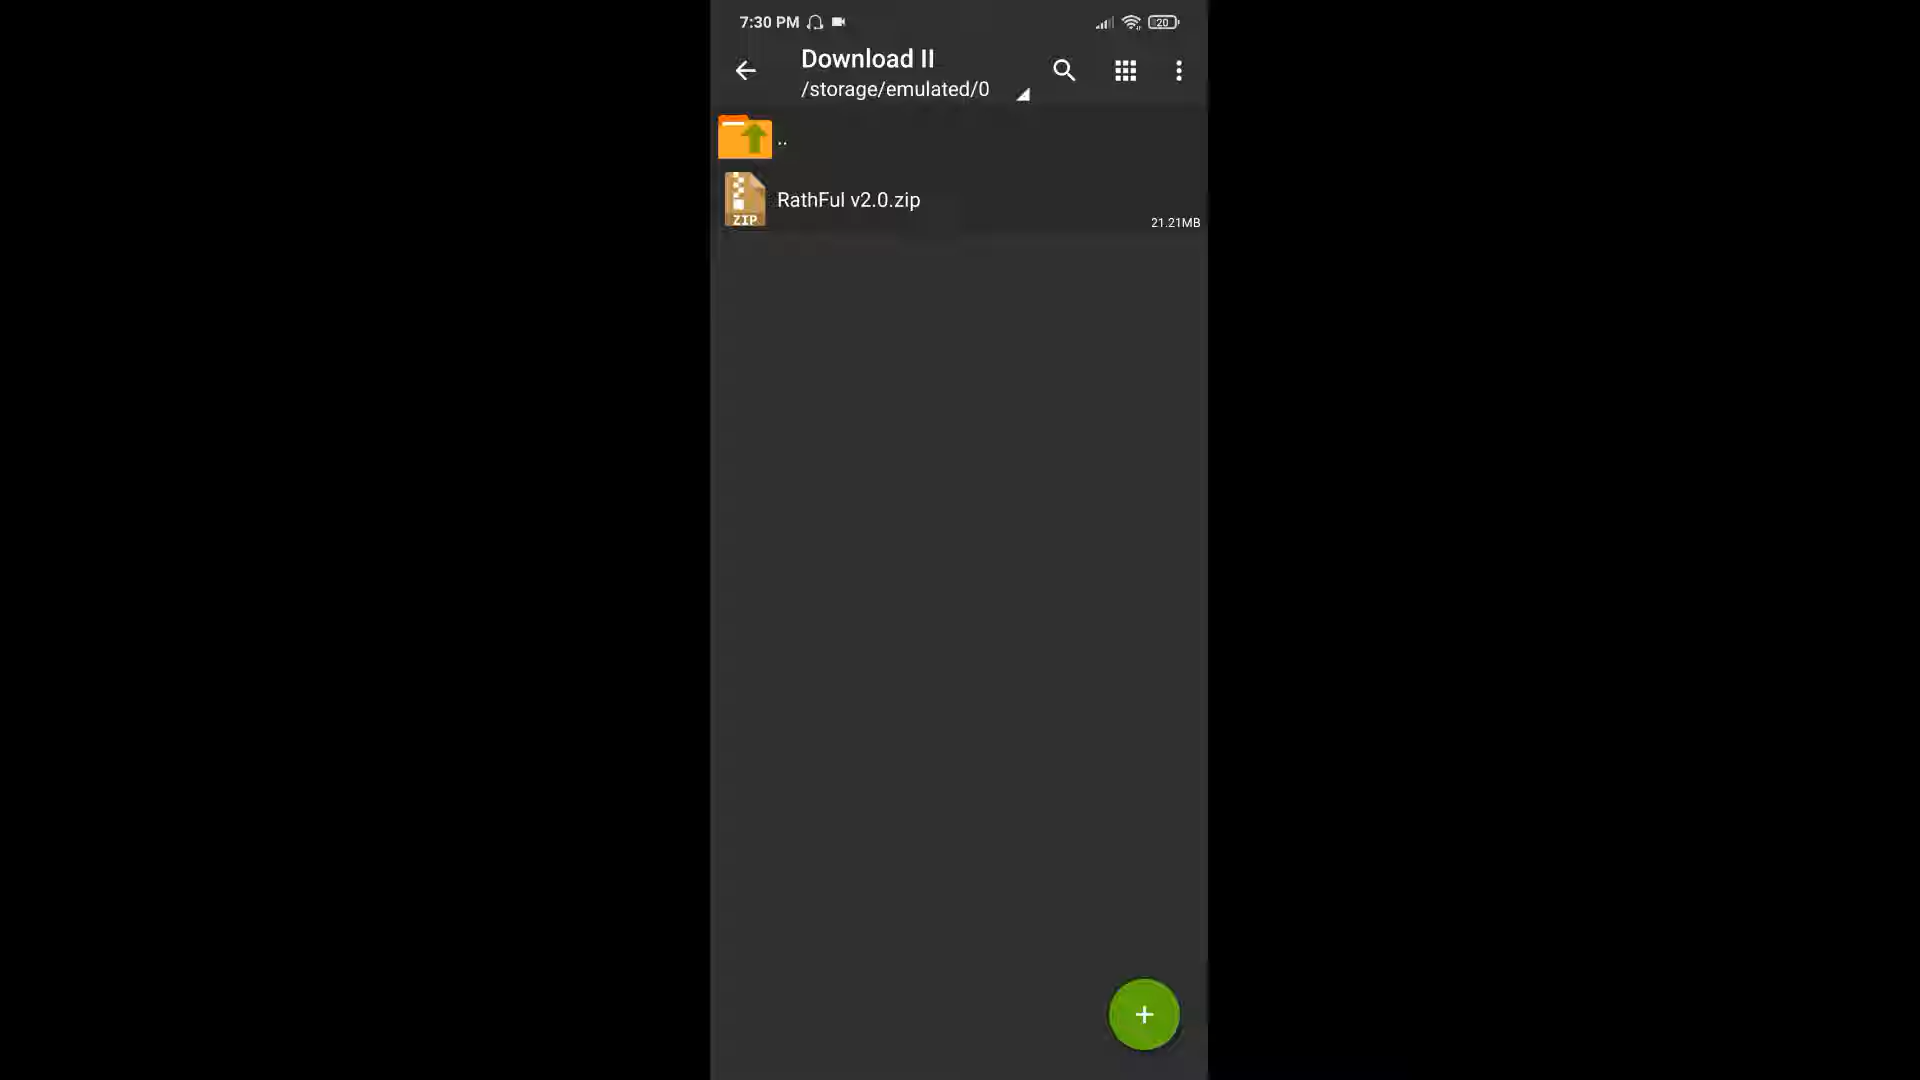 7:30 PM
20
Download II
/storage/emulated/0
..
ZIP
RathFul v2.0.zip
21.21MB
+